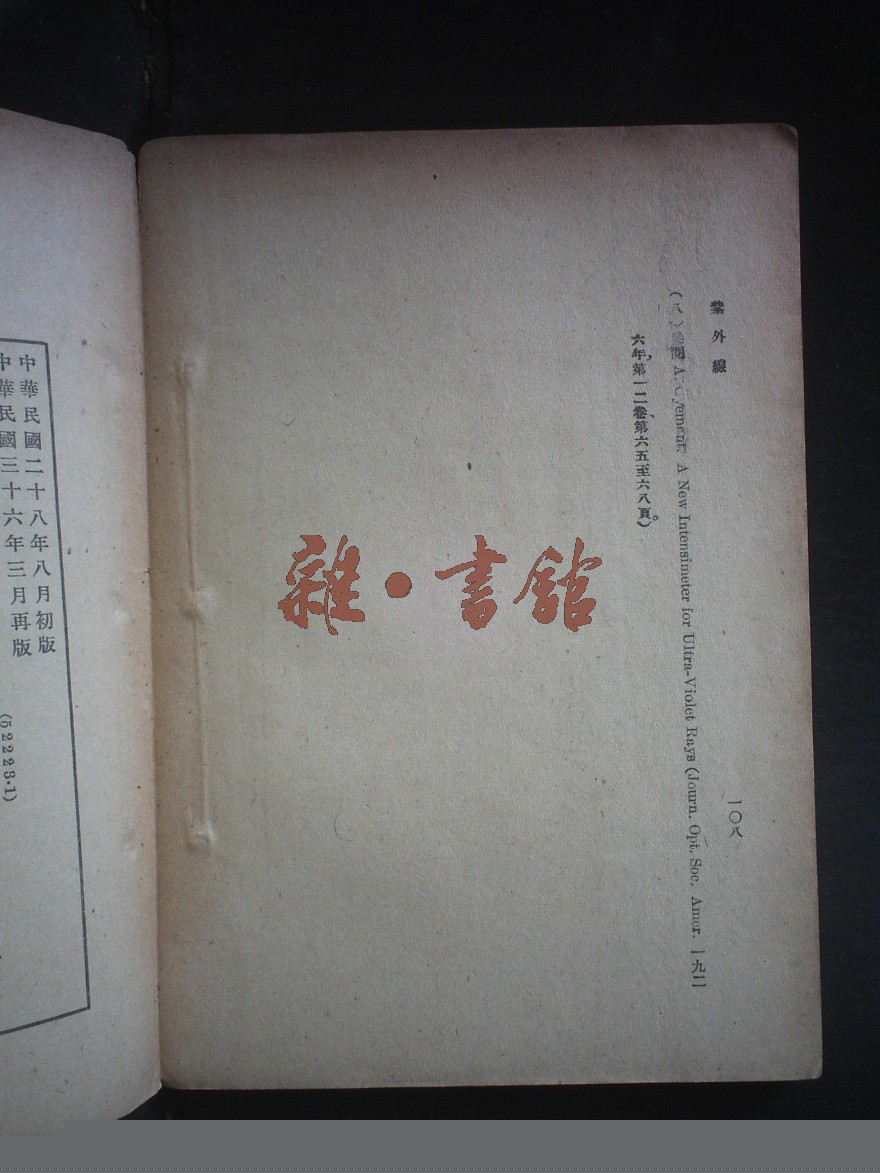 紫外線
一〇八
(八)參閱 A. Gyemant, A New Intensimeter for Ultra-Violet Rays (Journ. Opt. Soc. Amer. 一九二
六年,第一二卷、第六五至六八頁。)
雜•書館
中華民國二十八年八月初版
中華民國三十六年三月再版
(52223·1)